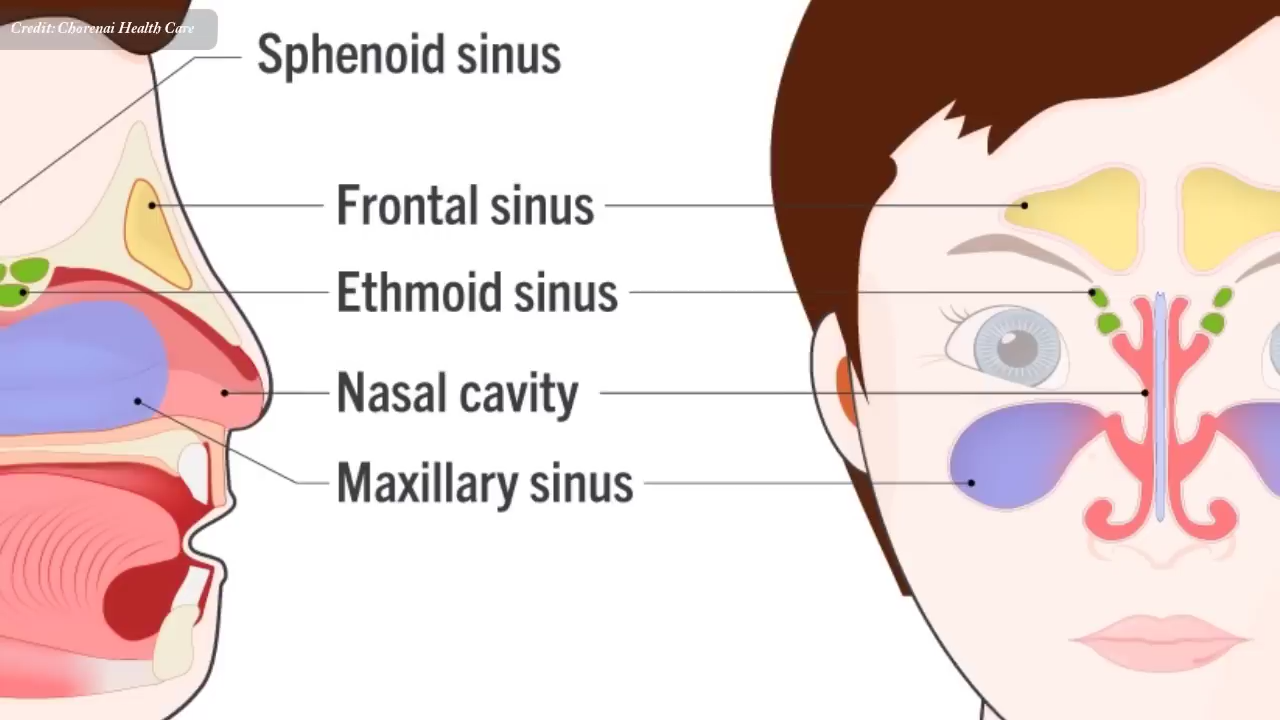 Credit: Chorenai Health Care
Sphenoid sinus
Frontal sinus
Ethmoid sinus
Nasal cavity
Maxillary sinus